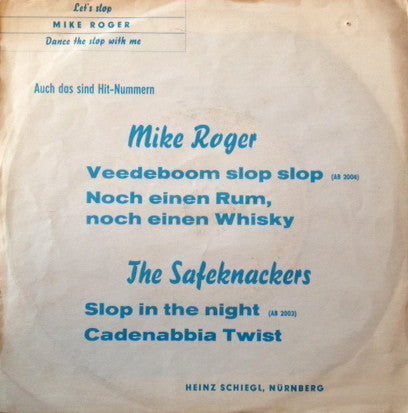 Let's slop
MIKE ROGER
Dance the slop with me
Auch das sind Hit-Nummern
Mike Roger
Veedeboom slop slop (AB 2004)
Noch einen Rum,
noch einen Whisky
The Safeknackers
Slop in the night (AB 2003)
Cadenabbia Twist
HEINZ SCHIEGL, NÜRNBERG